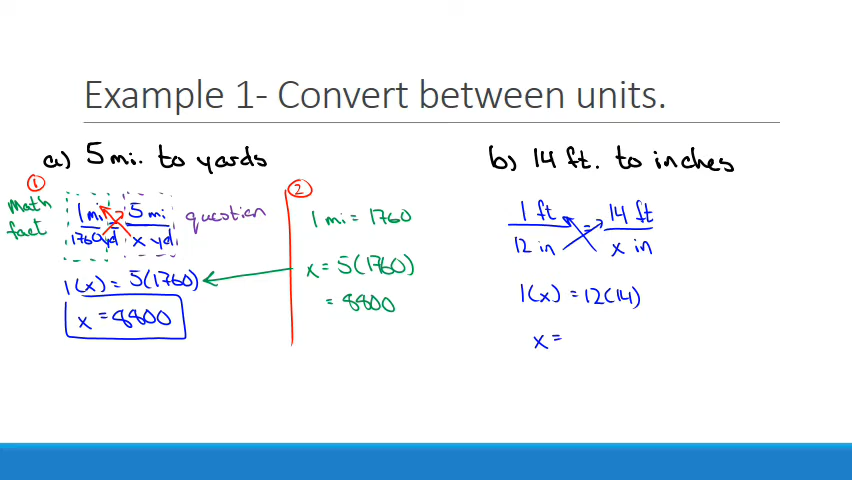 Example 1- Convert between units.
a) 5 mi. to yards
① math fact
1 mi / 1760 yd = 5 mi / x yd
question
1(x) = 5(1760)
x = 8800
②
1 mi = 1760
x = 5(1760)
= 8800
b) 14 ft. to inches
1 ft / 12 in = 14 ft / x in
1(x) = 12(14)
x =